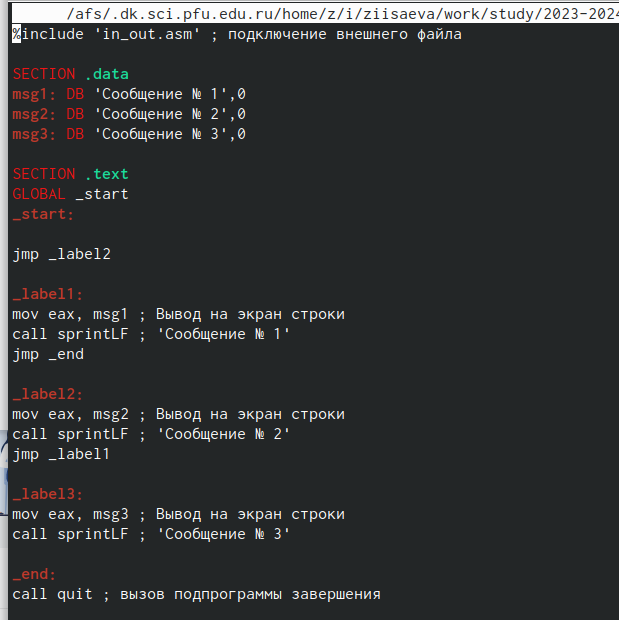 /afs/.dk.sci.pfu.edu.ru/home/z/i/ziisaeva/work/study/2023-2024
%include 'in_out.asm' ; подключение внешнего файла
SECTION .data
msg1: DB 'Сообщение № 1',0
msg2: DB 'Сообщение № 2',0
msg3: DB 'Сообщение № 3',0
SECTION .text
GLOBAL _start
_start:
jmp _label2
_label1:
mov eax, msg1 ; Вывод на экран строки
call sprintLF ; 'Сообщение № 1'
jmp _end
_label2:
mov eax, msg2 ; Вывод на экран строки
call sprintLF ; 'Сообщение № 2'
jmp _label1
_label3:
mov eax, msg3 ; Вывод на экран строки
call sprintLF ; 'Сообщение № 3'
_end:
call quit ; вызов подпрограммы завершения